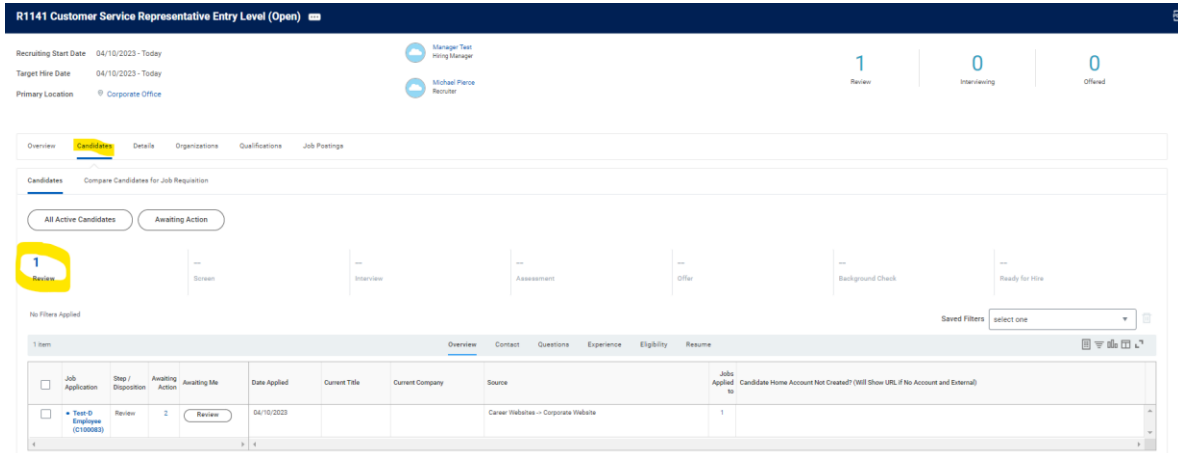 R1141 Customer Service Representative Entry Level (Open)
Recruiting Start Date 04/10/2023 - Today
Target Hire Date 04/10/2023 - Today
Primary Location Corporate Office
Manager Test
Hiring Manager
Michael Pierce
Recruiter
1
Review
0
Interviewing
0
Offered
Overview Candidates Details Organizations Qualifications Job Postings
Candidates Compare Candidates for Job Requisition
All Active Candidates Awaiting Action
1 -- -- -- -- -- --
Review Screen Interview Assessment Offer Background Check Ready for Hire
No Filters Applied
Saved Filters select one
1 item
Overview Contact Questions Experience Eligibility Resume
Job Application Step / Disposition Awaiting Action Awaiting Me Date Applied Current Title Current Company Source Jobs Applied to Candidate Home Account Not Created? (Will Show URL if No Account and External)
Test-D Employee (C100083) Review 2 Review 04/10/2023 Career Websites -> Corporate Website 1